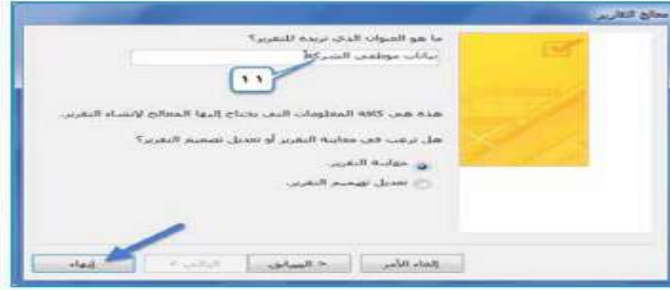 معالج التقارير
ما هو العنوان الذي تريده للتقرير؟
بيانات موظفي الشركة
١١
هذه هي كافة المعلومات التي يحتاج إليها المعالج لإنشاء التقرير.
هل ترغب في معاينة التقرير أو تعديل تصميم التقرير؟
معاينة التقرير.
تعديل تصميم التقرير.
إلغاء الأمر
< السابق
التالي >
إنهاء